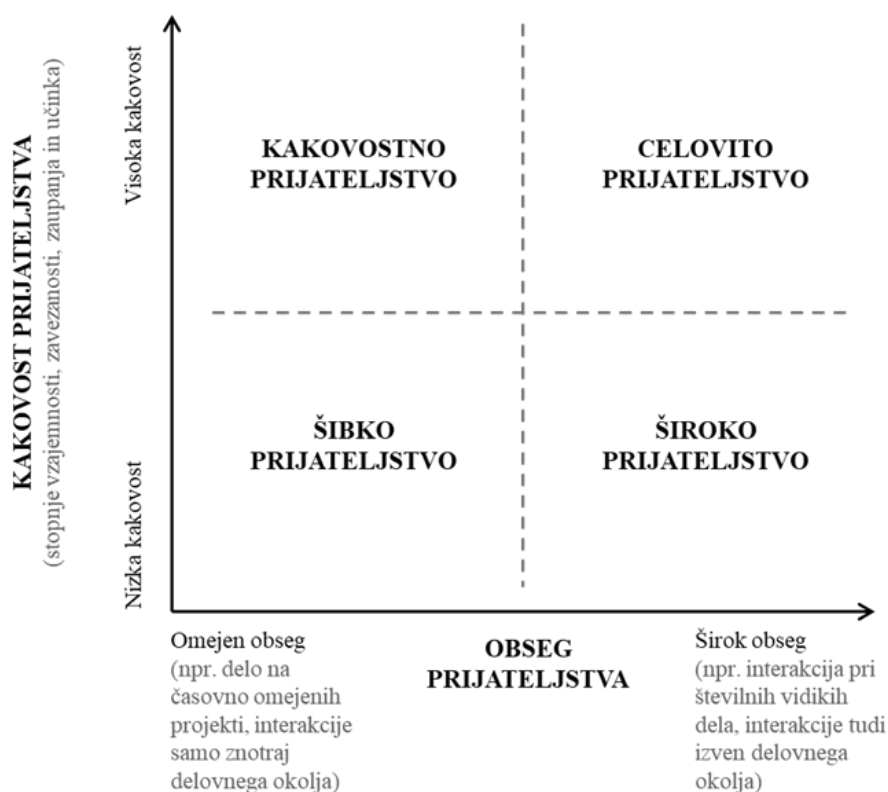 KAKOVOST PRIJATELJSTVA
(stopnje vzajemnosti, zavezanosti, zaupanja in učinka)
Visoka kakovost
Nizka kakovost
KAKOVOSTNO
PRIJATELJSTVO
CELOVITO
PRIJATELJSTVO
ŠIBKO
PRIJATELJSTVO
ŠIROKO
PRIJATELJSTVO
Omejen obseg
(npr. delo na
časovno omejenih
projekti, interakcije
samo znotraj
delovnega okolja)
OBSEG
PRIJATELJSTVA
Širok obseg
(npr. interakcija pri
številnih vidikih
dela, interakcije tudi
izven delovnega
okolja)